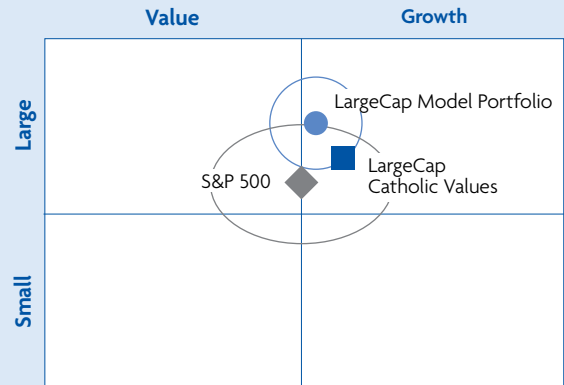 Value
Growth
Large
LargeCap Model Portfolio
LargeCap
Catholic Values
S&P 500
Small